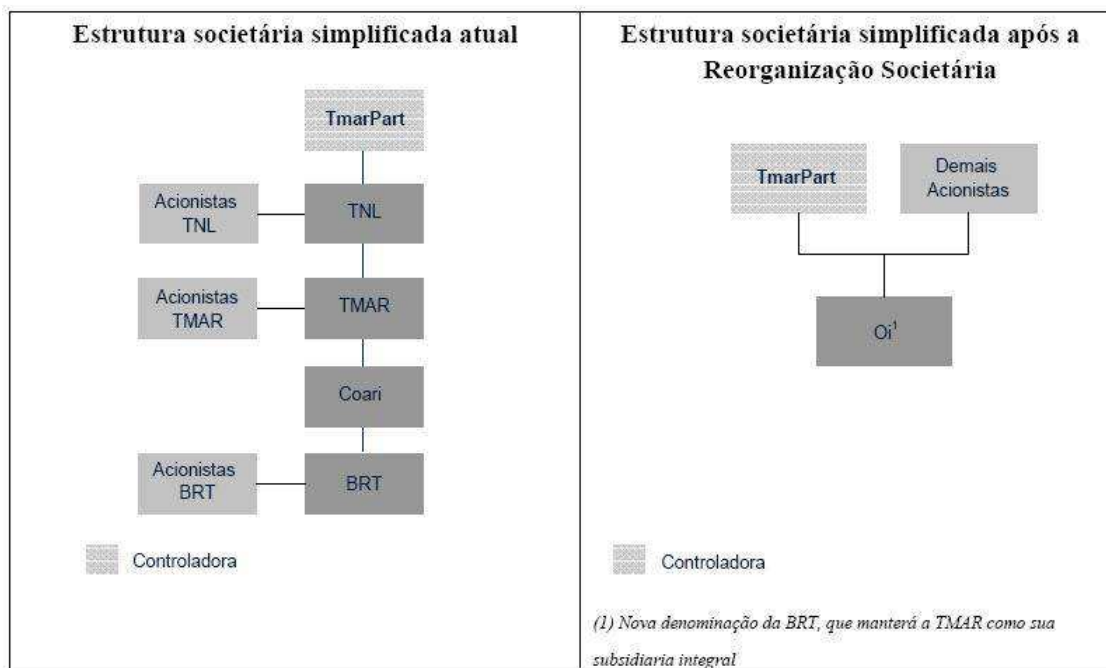 Estrutura societária simplificada atual
TmarPart
Acionistas
TNL
TNL
Acionistas
TMAR
TMAR
Coari
Acionistas
BRT
BRT
Controladora
Estrutura societária simplificada após a
Reorganização Societária
TmarPart
Demais
Acionistas
Oi¹
Controladora
(1) Nova denominação da BRT, que manterá a TMAR como sua
subsidiaria integral